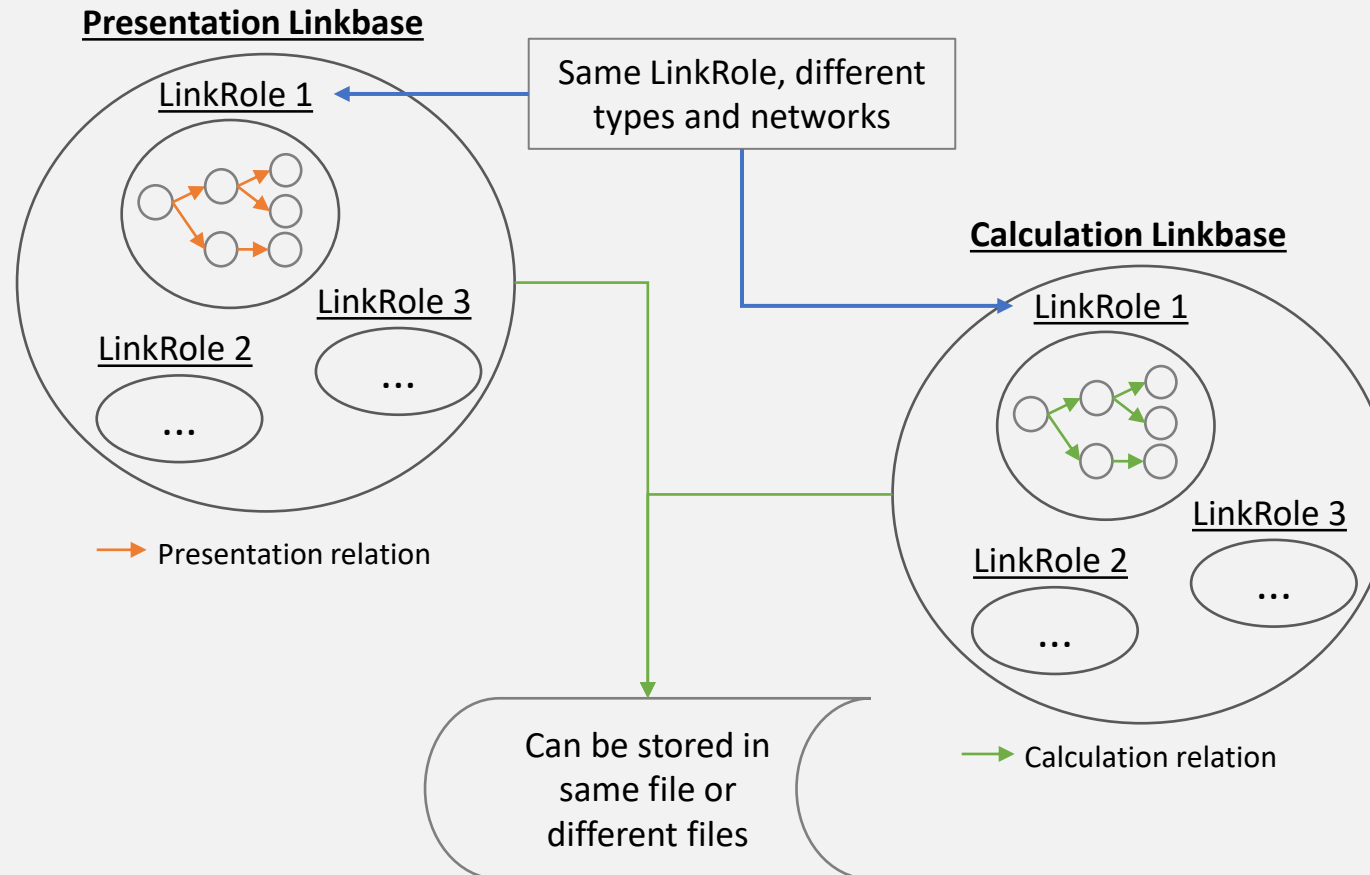 Presentation Linkbase
LinkRole 1
Same LinkRole, different
types and networks
LinkRole 3
...
LinkRole 2
...
Presentation relation
Calculation Linkbase
LinkRole 1
LinkRole 3
...
LinkRole 2
...
Calculation relation
Can be stored in
same file or
different files